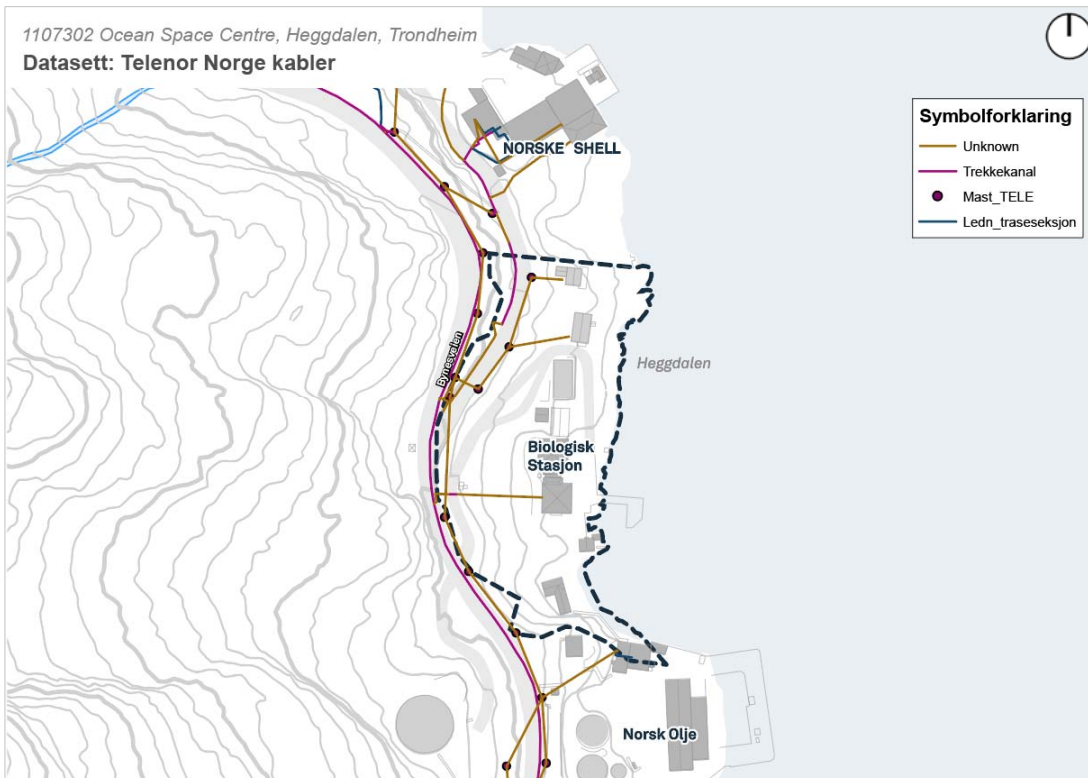 1107302 Ocean Space Centre, Heggdalen, Trondheim
Datasett: Telenor Norge kabler
Symbolforklaring
Unknown
Trekkekanal
Mast_TELE
Ledn_traseseksjon
NORSKE SHELL
Bynesveien
Heggdalen
Biologisk
Stasjon
Norsk Olje